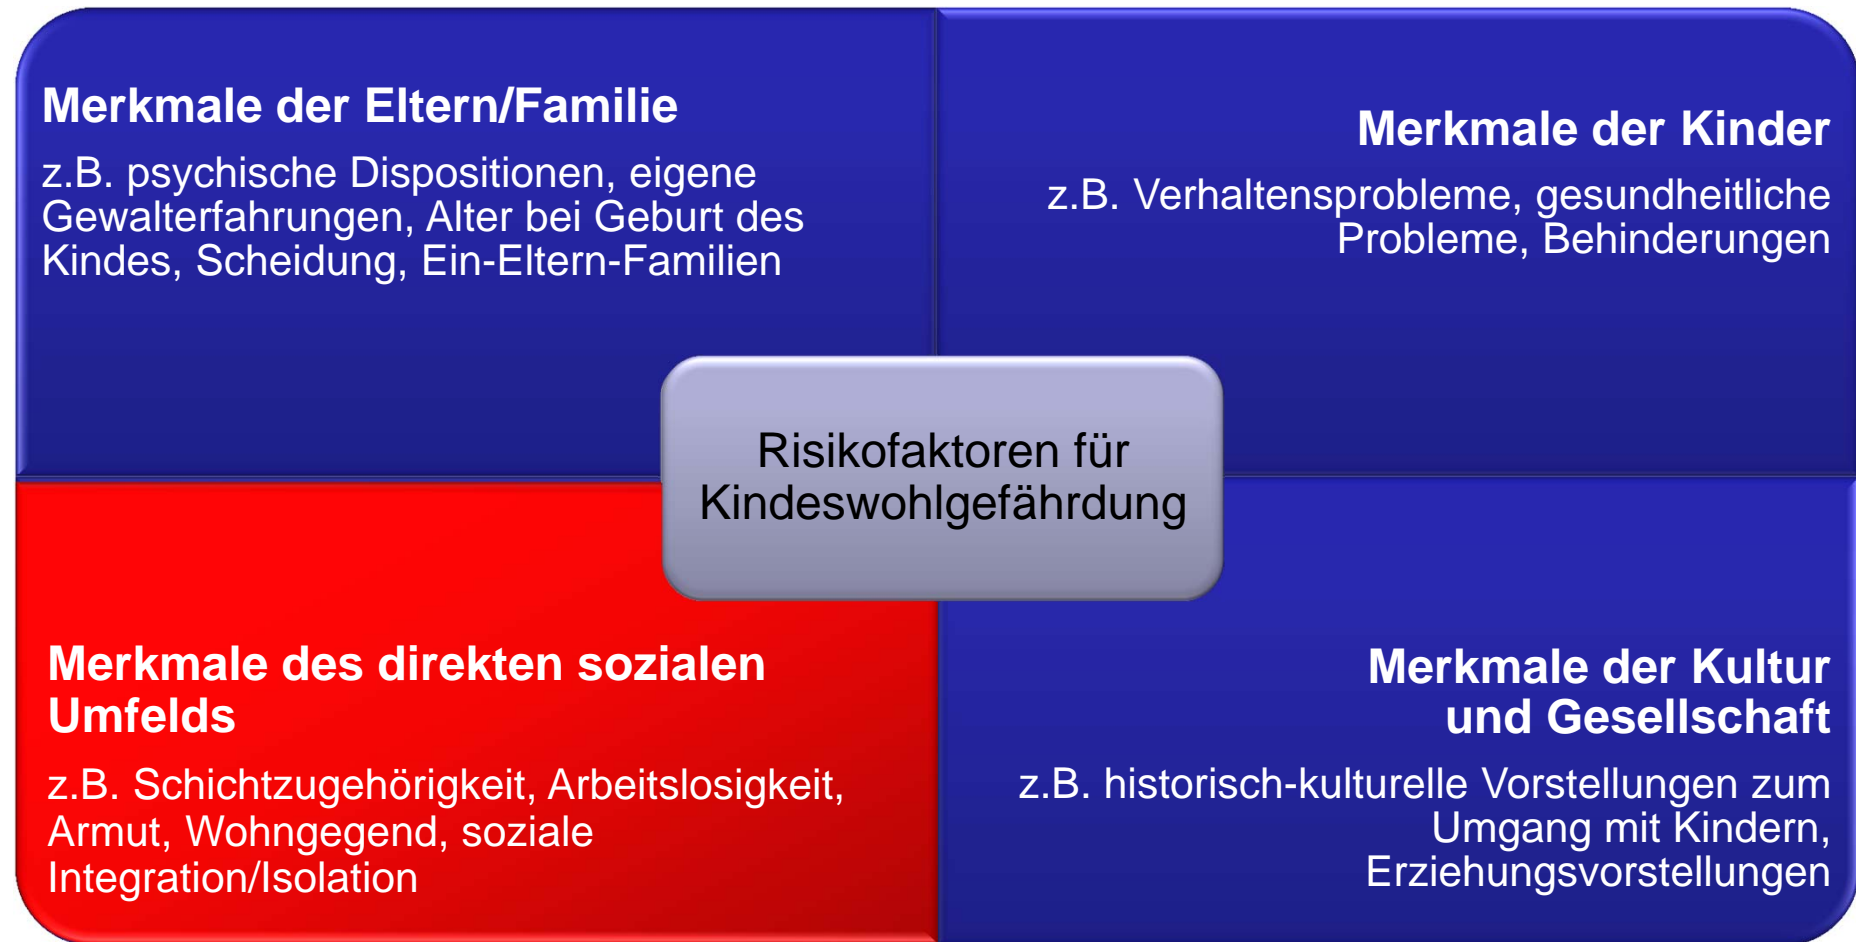 Merkmale der Eltern/Familie
z.B. psychische Dispositionen, eigene
Gewalterfahrungen, Alter bei Geburt des
Kindes, Scheidung, Ein-Eltern-Familien
Merkmale der Kinder
z.B. Verhaltensprobleme, gesundheitliche
Probleme, Behinderungen
Risikofaktoren für
Kindeswohlgefährdung
Merkmale des direkten sozialen
Umfelds
z.B. Schichtzugehörigkeit, Arbeitslosigkeit,
Armut, Wohngegend, soziale
Integration/Isolation
Merkmale der Kultur
und Gesellschaft
z.B. historisch-kulturelle Vorstellungen zum
Umgang mit Kindern,
Erziehungsvorstellungen